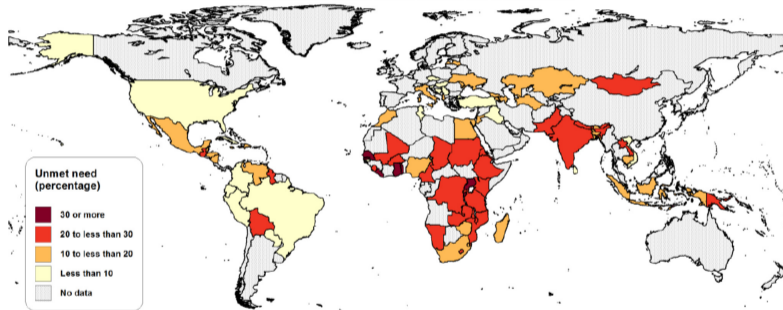 Unmet need
(percentage)
30 or more
20 to less than 30
10 to less than 20
Less than 10
No data